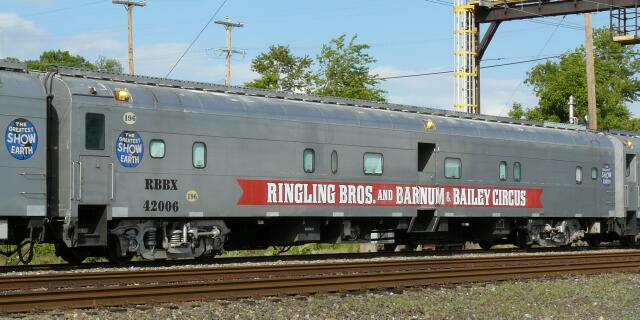 THE
GREATEST
SHOW
ON
EARTH
196
THE
GREATEST
SHOW
ON
EARTH
RBBX
42006
196
RINGLING BROS. AND BARNUM & BAILEY CIRCUS